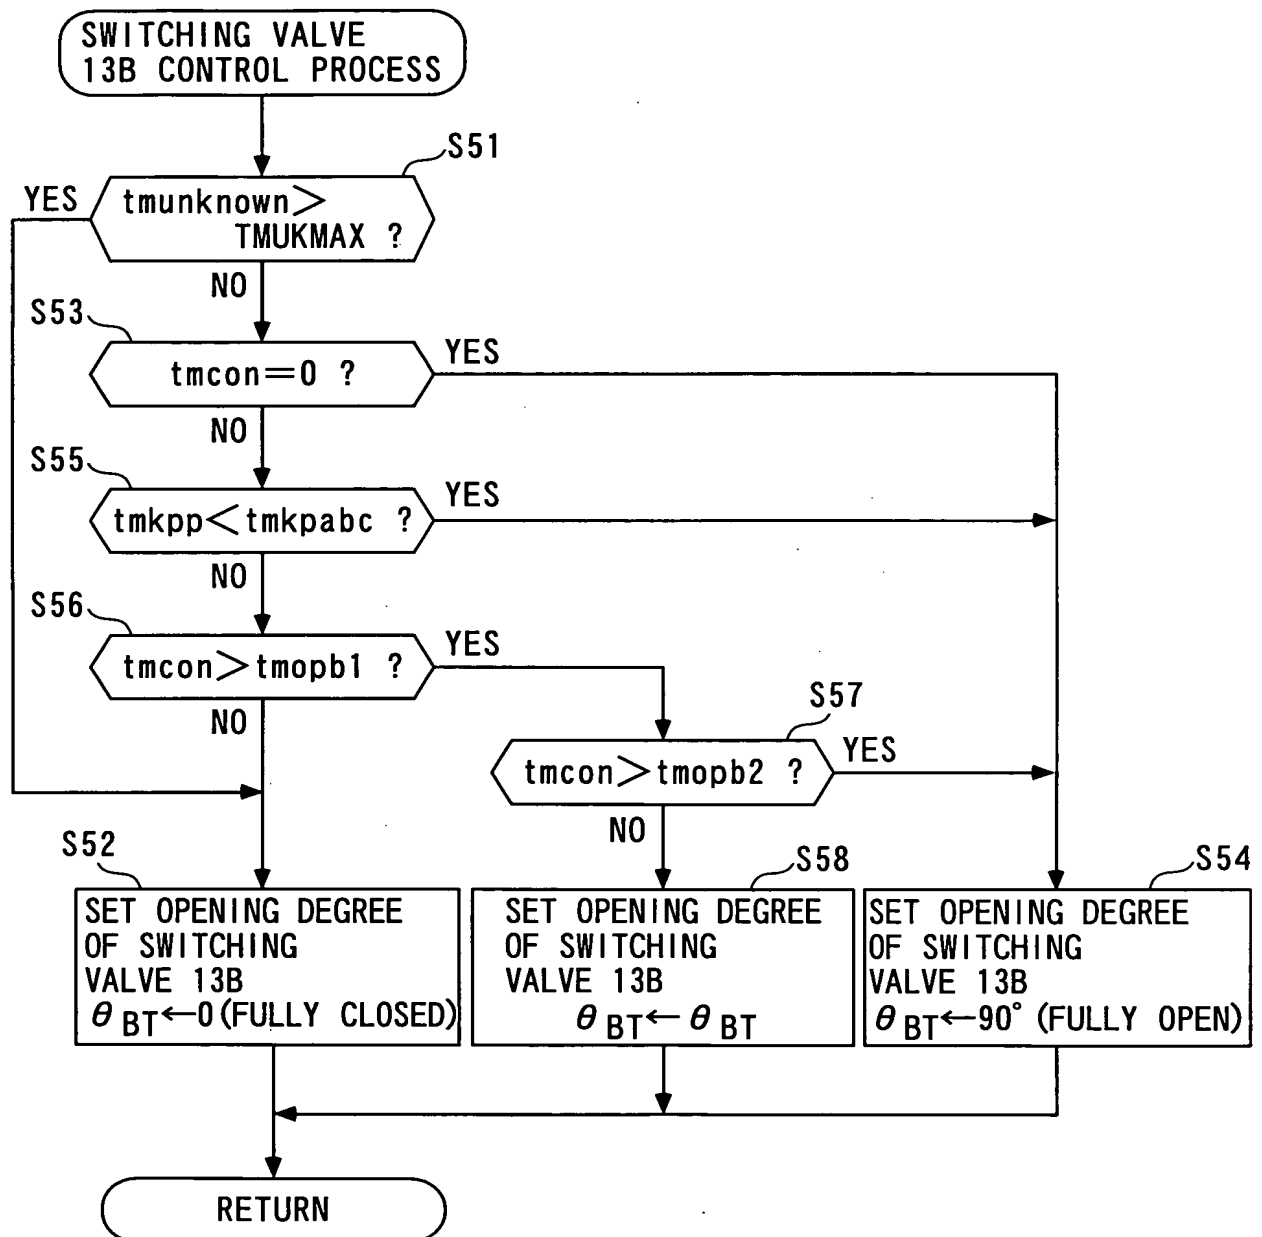 SWITCHING VALVE
13B CONTROL PROCESS
S51
YES
tmunknown>
TMUKMAX ?
NO
S53
tmcon=0 ?
YES
NO
S55
tmkpp<tmkpabc ?
YES
NO
S56
tmcon>tmopb1 ?
YES
NO
S57
tmcon>tmopb2 ?
YES
NO
S52
SET OPENING DEGREE
OF SWITCHING
VALVE 13B
θBT←0(FULLY CLOSED)
S58
SET OPENING DEGREE
OF SWITCHING
VALVE 13B
θBT←θBT
S54
SET OPENING DEGREE
OF SWITCHING
VALVE 13B
θBT←90°(FULLY OPEN)
RETURN